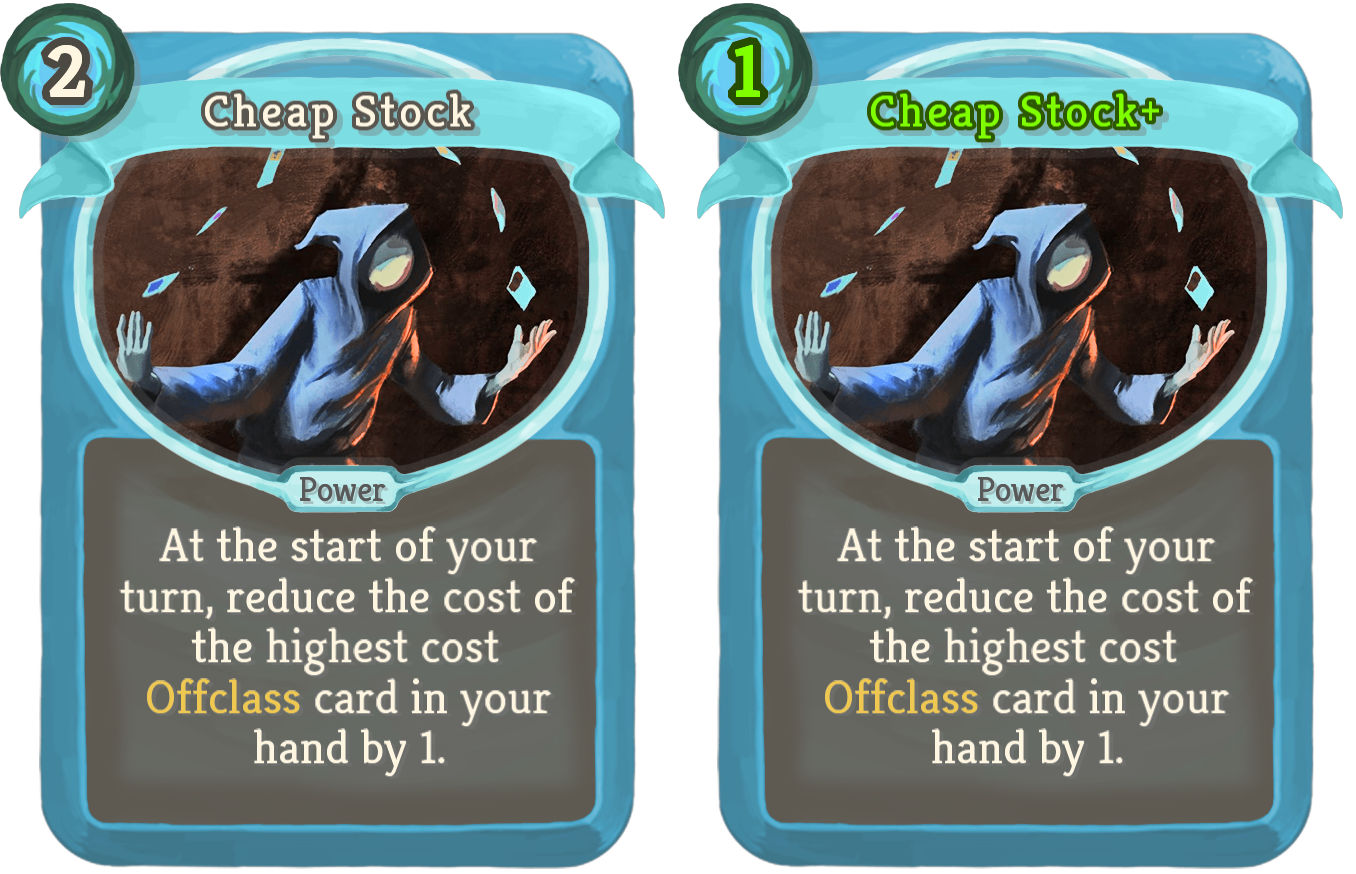 2
Cheap Stock
Power
At the start of your
turn, reduce the cost of
the highest cost
Offclass card in your
hand by 1.
1
Cheap Stock+
Power
At the start of your
turn, reduce the cost of
the highest cost
Offclass card in your
hand by 1.